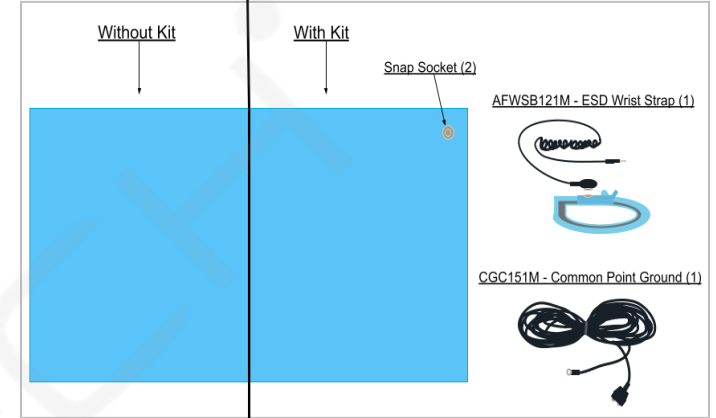 Without Kit
With Kit
Snap Socket (2)
AFWSB121M - ESD Wrist Strap (1)
CGC151M - Common Point Ground (1)